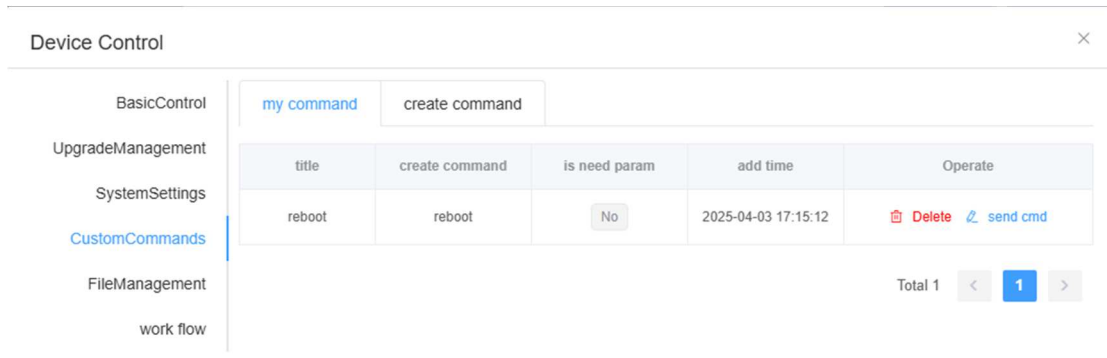 Device Control
BasicControl
UpgradeManagement
SystemSettings
CustomCommands
FileManagement
work flow
my command create command
title create command is need param add time Operate
reboot reboot No 2025-04-03 17:15:12 Delete send cmd
Total 1 < 1 >